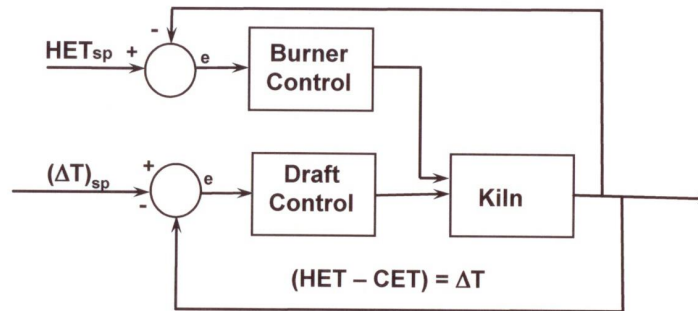 -
HETsp +
e
Burner
Control
(ΔT)sp
+
-
e
Draft
Control
Kiln
(HET – CET) = ΔT